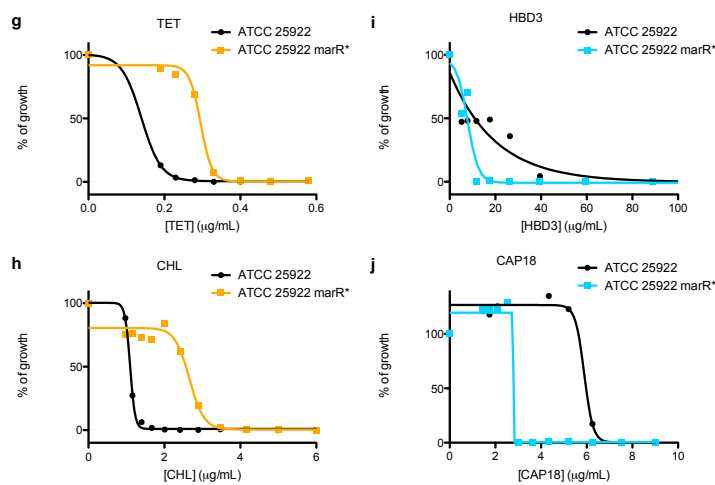 g
TET
ATCC 25922
ATCC 25922 marR*
% of growth
100
50
0
0.0
0.2
0.4
0.6
[TET] (µg/mL)
i
HBD3
ATCC 25922
ATCC 25922 marR*
% of growth
100
50
0
0
20
40
60
80
100
[HBD3] (µg/mL)
h
CHL
ATCC 25922
ATCC 25922 marR*
% of growth
100
50
0
0
2
4
6
[CHL] (µg/mL)
j
CAP18
ATCC 25922
ATCC 25922 marR*
% of growth
100
50
0
0
2
4
6
8
10
[CAP18] (µg/mL)